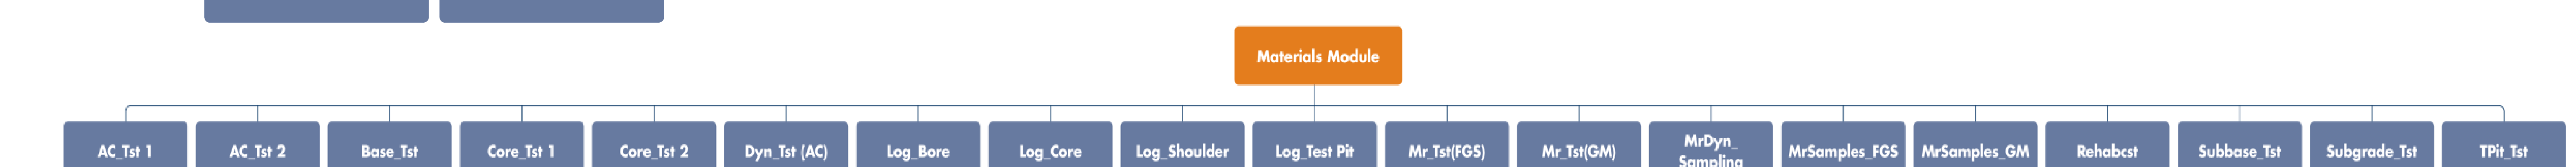 Materials Module
AC_Tst 1
AC_Tst 2
Base_Tst
Core_Tst 1
Core_Tst 2
Dyn_Tst (AC)
Log_Bore
Log_Core
Log_Shoulder
Log_Test Pit
Mr_Tst(FGS)
Mr_Tst(GM)
MrDyn_
Sampling
MrSamples_FGS
MrSamples_GM
Rehabcst
Subbase_Tst
Subgrade_Tst
TPit_Tst